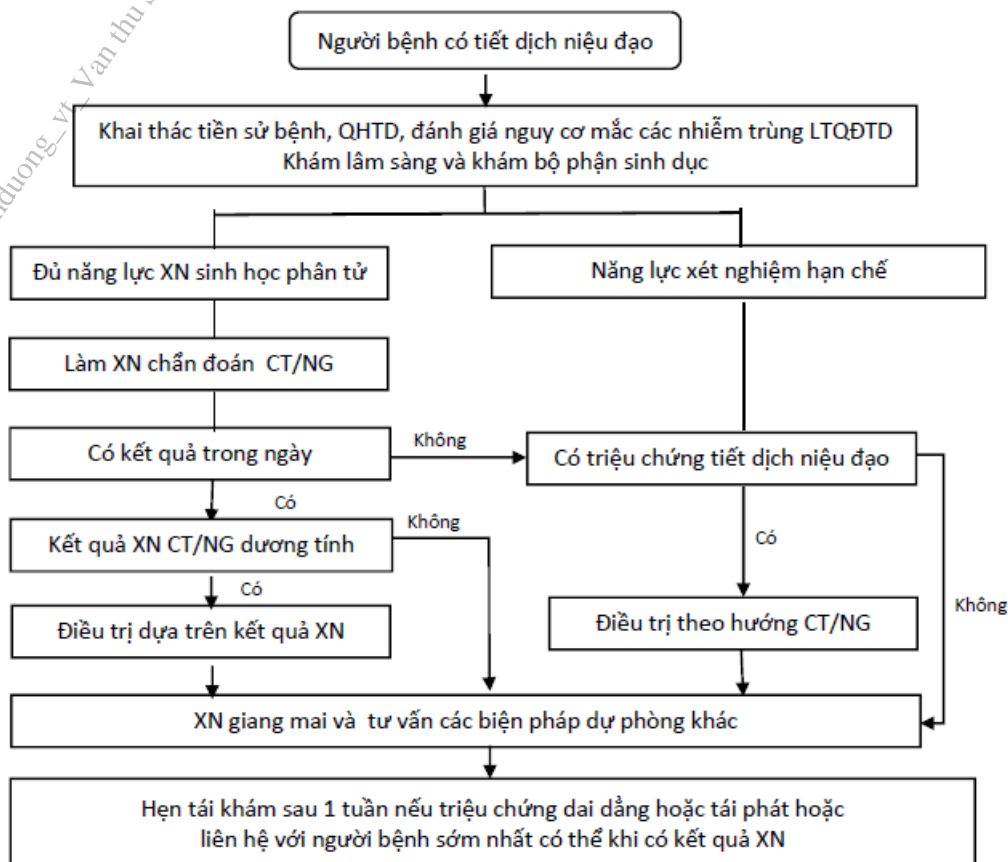 Người bệnh có tiết dịch niệu đạo
Khai thác tiền sử bệnh, QHTD, đánh giá nguy cơ mắc các nhiễm trùng LTQĐTD
Khám lâm sàng và khám bộ phận sinh dục
Đủ năng lực XN sinh học phân tử
Năng lực xét nghiệm hạn chế
Làm XN chẩn đoán CT/NG
Có kết quả trong ngày
Không
Có triệu chứng tiết dịch niệu đạo
Có
Không
Kết quả XN CT/NG dương tính
Có
Có
Không
Điều trị dựa trên kết quả XN
Điều trị theo hướng CT/NG
XN giang mai và tư vấn các biện pháp dự phòng khác
Hẹn tái khám sau 1 tuần nếu triệu chứng dai dẳng hoặc tái phát hoặc
liên hệ với người bệnh sớm nhất có thể khi có kết quả XN